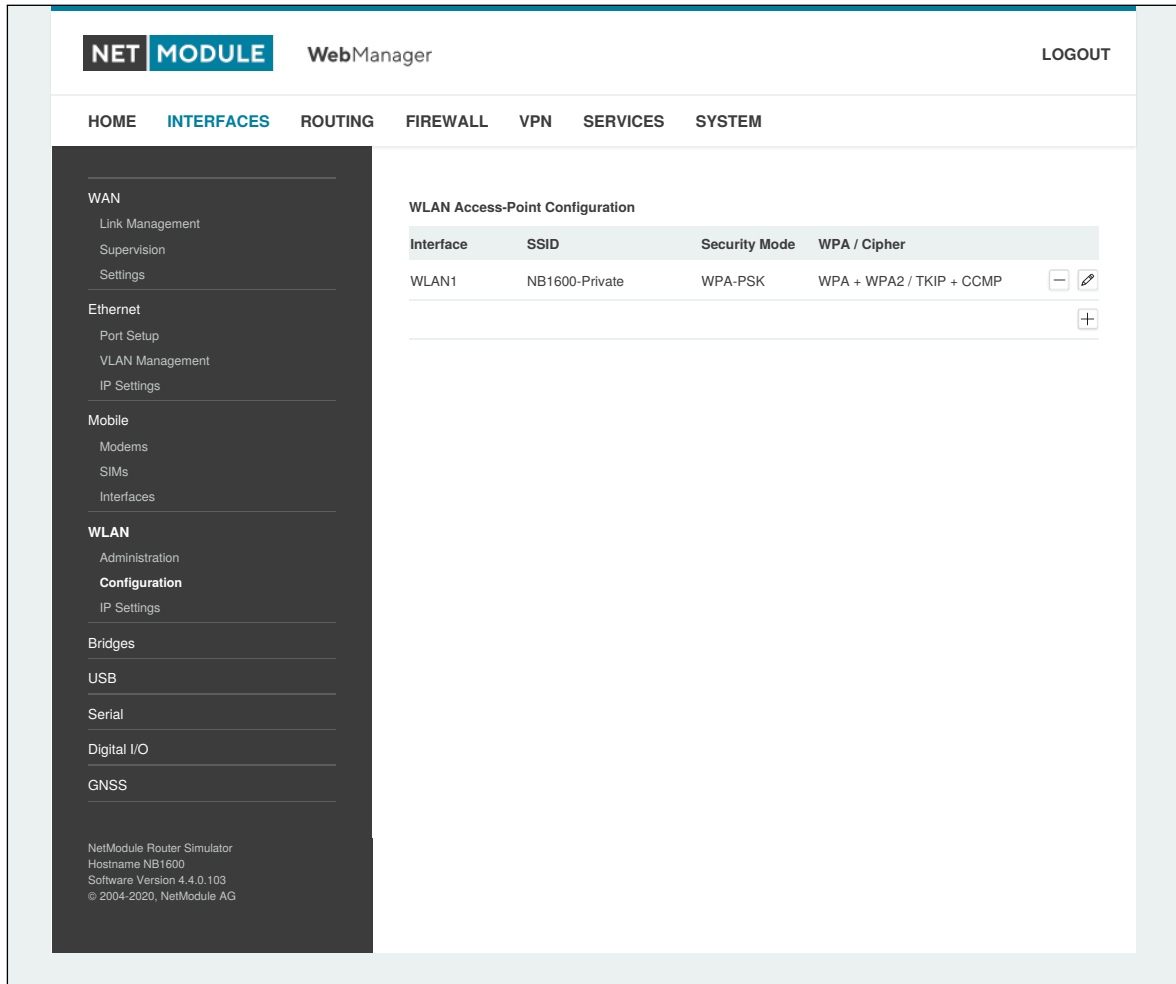 NET MODULE WebManager LOGOUT
HOME INTERFACES ROUTING FIREWALL VPN SERVICES SYSTEM
WAN
Link Management
Supervision
Settings
Ethernet
Port Setup
VLAN Management
IP Settings
Mobile
Modems
SIMs
Interfaces
WLAN
Administration
Configuration
IP Settings
Bridges
USB
Serial
Digital I/O
GNSS
NetModule Router Simulator
Hostname NB1600
Software Version 4.4.0.103
© 2004-2020, NetModule AG
WLAN Access-Point Configuration
Interface SSID Security Mode WPA / Cipher
WLAN1 NB1600-Private WPA-PSK WPA + WPA2 / TKIP + CCMP